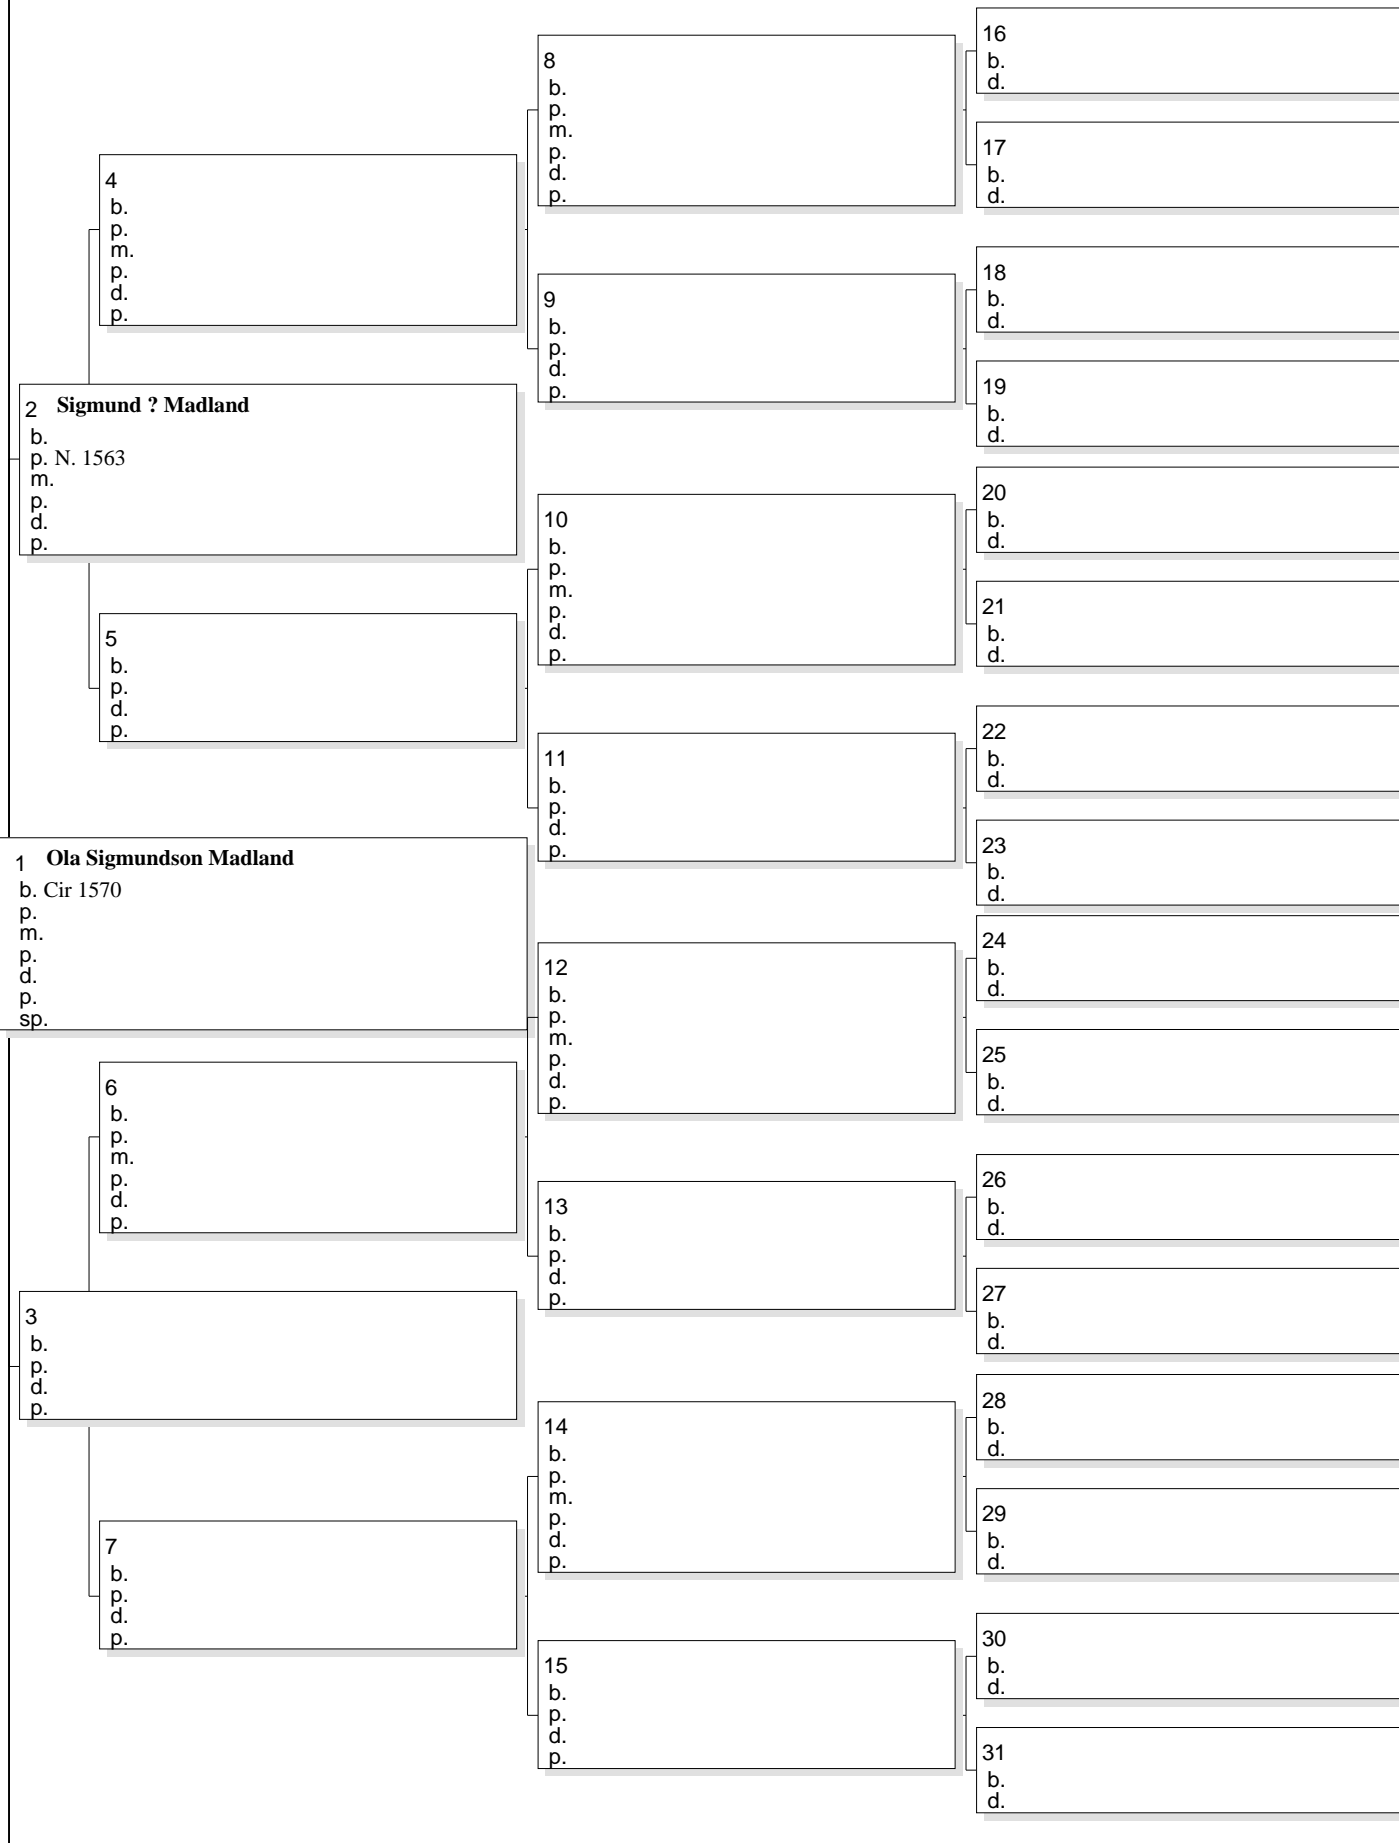 16
b.
d.
8
b.
p.
m.
p.
d.
p.
17
b.
d.
4
b.
p.
m.
p.
d.
p.
18
b.
d.
9
b.
p.
d.
p.
19
b.
d.
2 Sigmund ? Madland
b.
p. N. 1563
m.
p.
d.
p.
20
b.
d.
10
b.
p.
m.
p.
d.
p.
21
b.
d.
5
b.
p.
d.
p.
22
b.
d.
11
b.
p.
d.
p.
23
b.
d.
1 Ola Sigmundson Madland
b. Cir 1570
p.
m.
p.
d.
p.
sp.
24
b.
d.
12
b.
p.
m.
p.
d.
p.
25
b.
d.
6
b.
p.
m.
p.
d.
p.
26
b.
d.
13
b.
p.
d.
p.
27
b.
d.
3
b.
p.
d.
p.
28
b.
d.
14
b.
p.
m.
p.
d.
p.
29
b.
d.
7
b.
p.
d.
p.
30
b.
d.
15
b.
p.
d.
p.
31
b.
d.